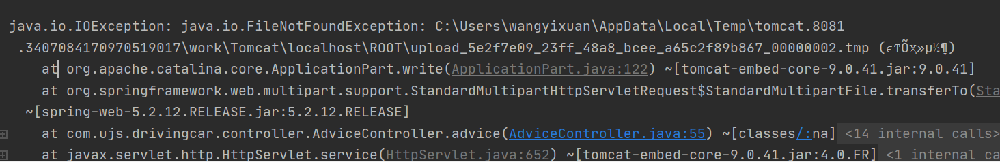 java.io.IOException: java.io.FileNotFoundException: C:\Users\wangyixuan\AppData\Local\Temp\tomcat.8081
.3407084170970519017\work\Tomcat\localhost\ROOT\upload_5e2f7e09_23ff_48a8_bcee_a65c2f89b867_00000002.tmp
at org.apache.catalina.core.ApplicationPart.write(ApplicationPart.java:122) ~[tomcat-embed-core-9.0.41.jar:9.0.41]
at org.springframework.web.multipart.support.StandardMultipartHttpServletRequest$StandardMultipartFile.transferTo(Sta
~[spring-web-5.2.12.RELEASE.jar:5.2.12.RELEASE]
at com.ujs.drivingcar.controller.AdviceController.advice(AdviceController.java:55) ~[classes/:na] <14 internal calls>
at javax.servlet.http.HttpServlet.service(HttpServlet.java:652) ~[tomcat-embed-core-9.0.41.jar:4.0.FR] <1 internal ca